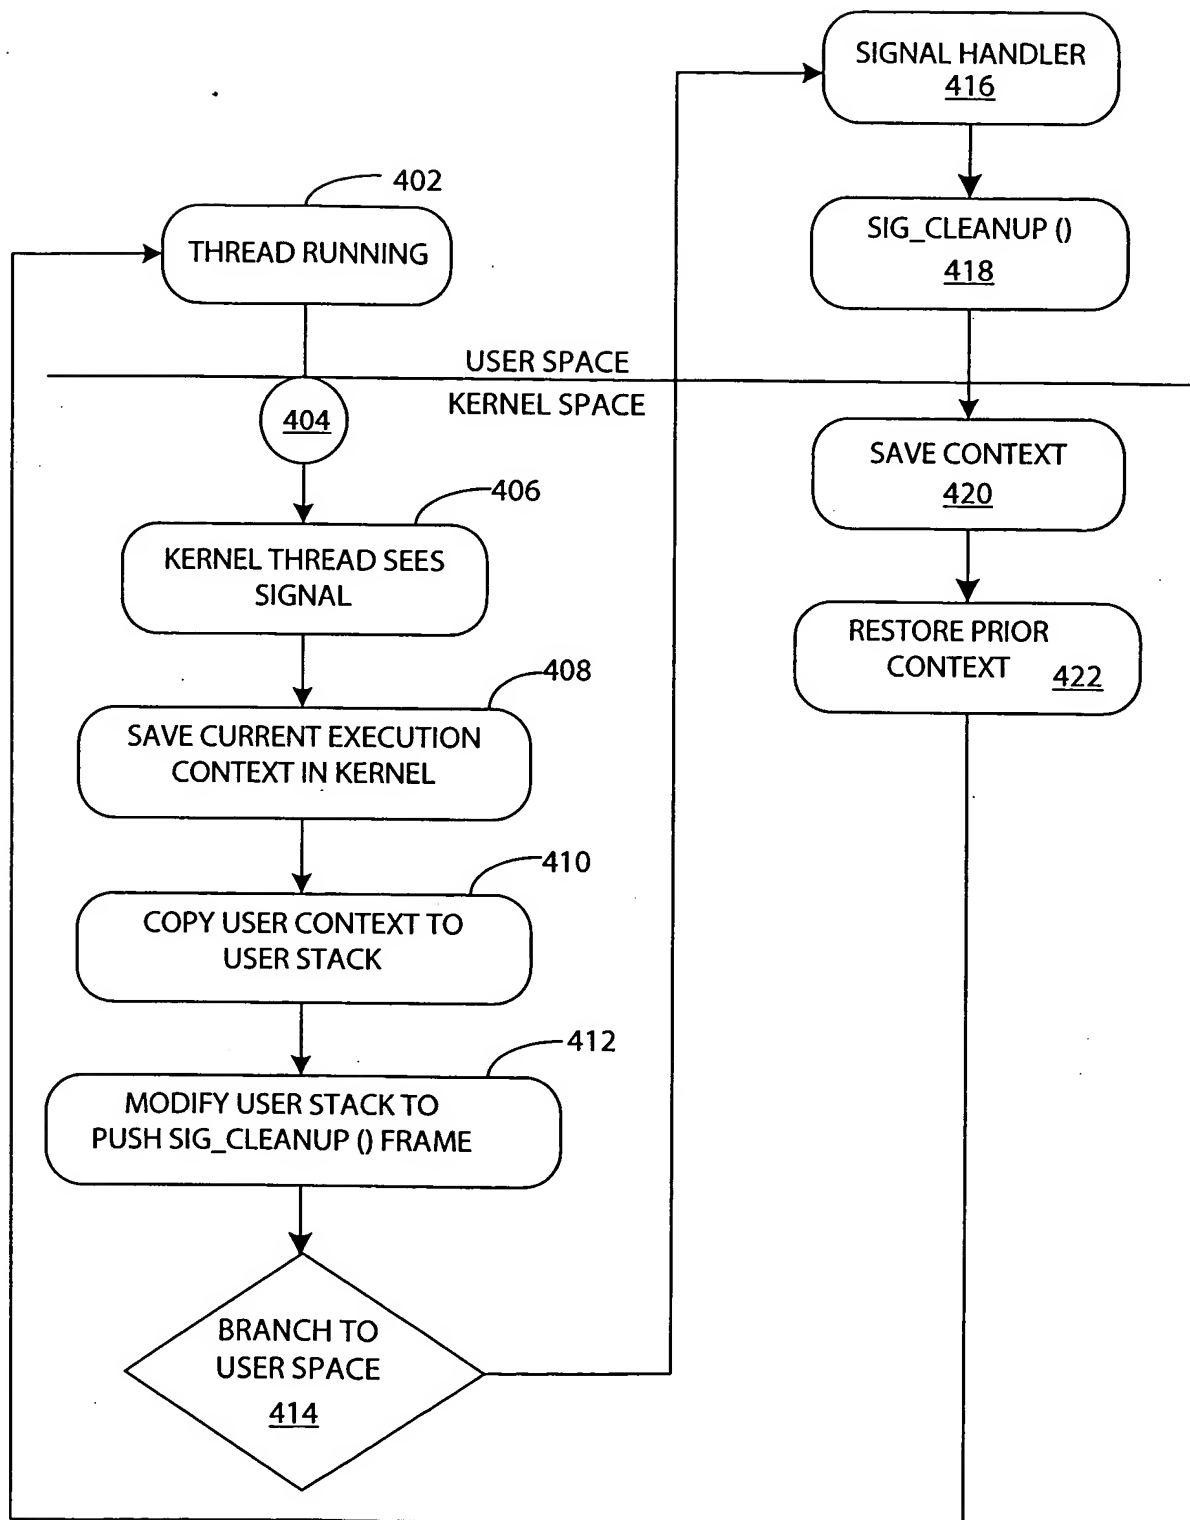 402
THREAD RUNNING
USER SPACE
KERNEL SPACE
404
406
KERNEL THREAD SEES
SIGNAL
408
SAVE CURRENT EXECUTION
CONTEXT IN KERNEL
410
COPY USER CONTEXT TO
USER STACK
412
MODIFY USER STACK TO
PUSH SIG_CLEANUP () FRAME
BRANCH TO
USER SPACE
414
SIGNAL HANDLER
416
SIG_CLEANUP ()
418
SAVE CONTEXT
420
RESTORE PRIOR
CONTEXT
422